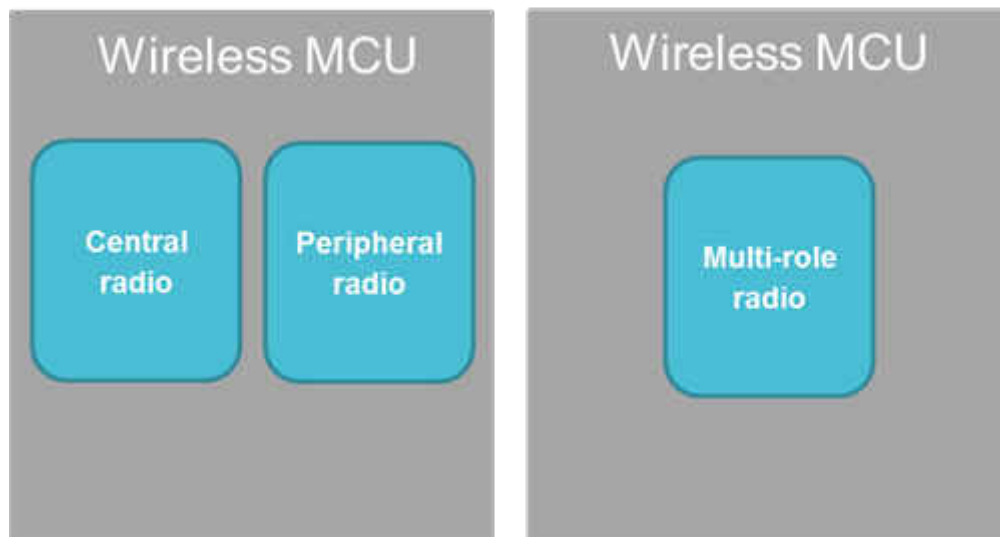 Wireless MCU
Central
radio
Peripheral
radio
Wireless MCU
Multi-role
radio